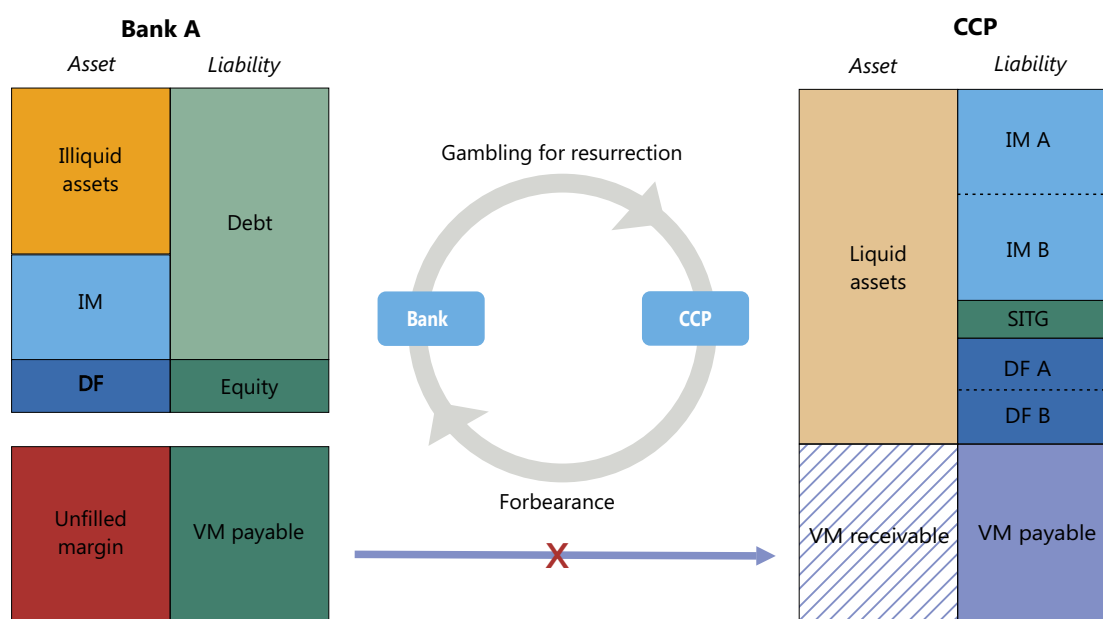 Bank A
CCP
Asset
Liability
Asset
Liability
Illiquid
assets
Debt
IM
DF
Equity
Unfilled
margin
VM payable
Gambling for resurrection
Bank
CCP
Forbearance
X
Liquid
assets
IM A
IM B
SITG
DF A
DF B
VM receivable
VM payable